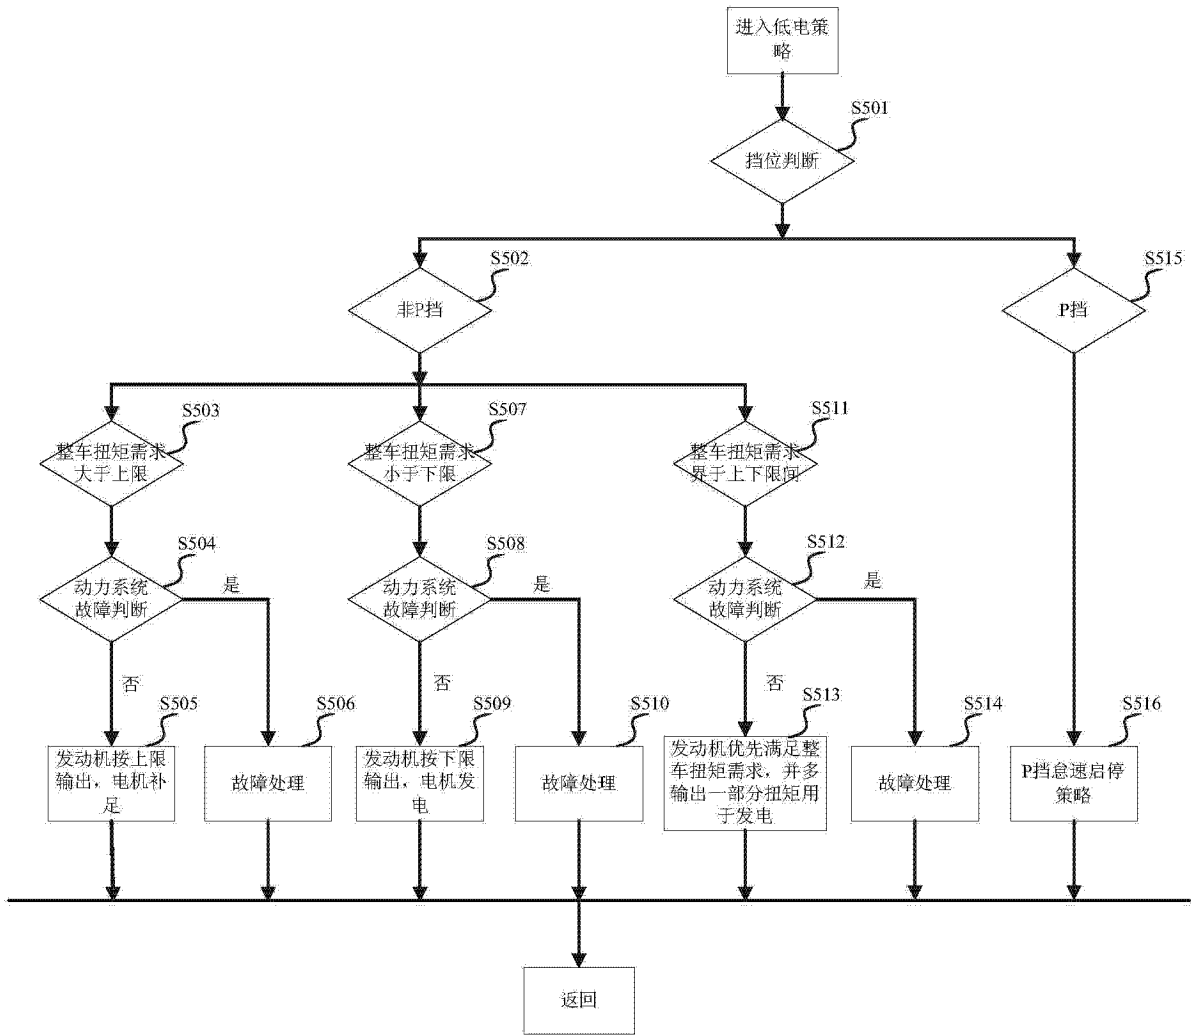 进入低电策
略
S501
挡位判断
S502
非P挡
S515
P挡
S503
整车扭矩需求
大于上限
S507
整车扭矩需求
小于下限
S511
整车扭矩需求
界于上下限间
S504
动力系统
故障判断
是
否
S508
动力系统
故障判断
是
否
S512
动力系统
故障判断
是
否
S505
发动机按上限
输出，电机补
足
S506
故障处理
S509
发动机按下限
输出，电机发
电
S510
故障处理
S513
发动机优先满足整
车扭矩需求，并多
输出一部分扭矩用
于发电
S514
故障处理
S516
P挡怠速启停
策略
返回